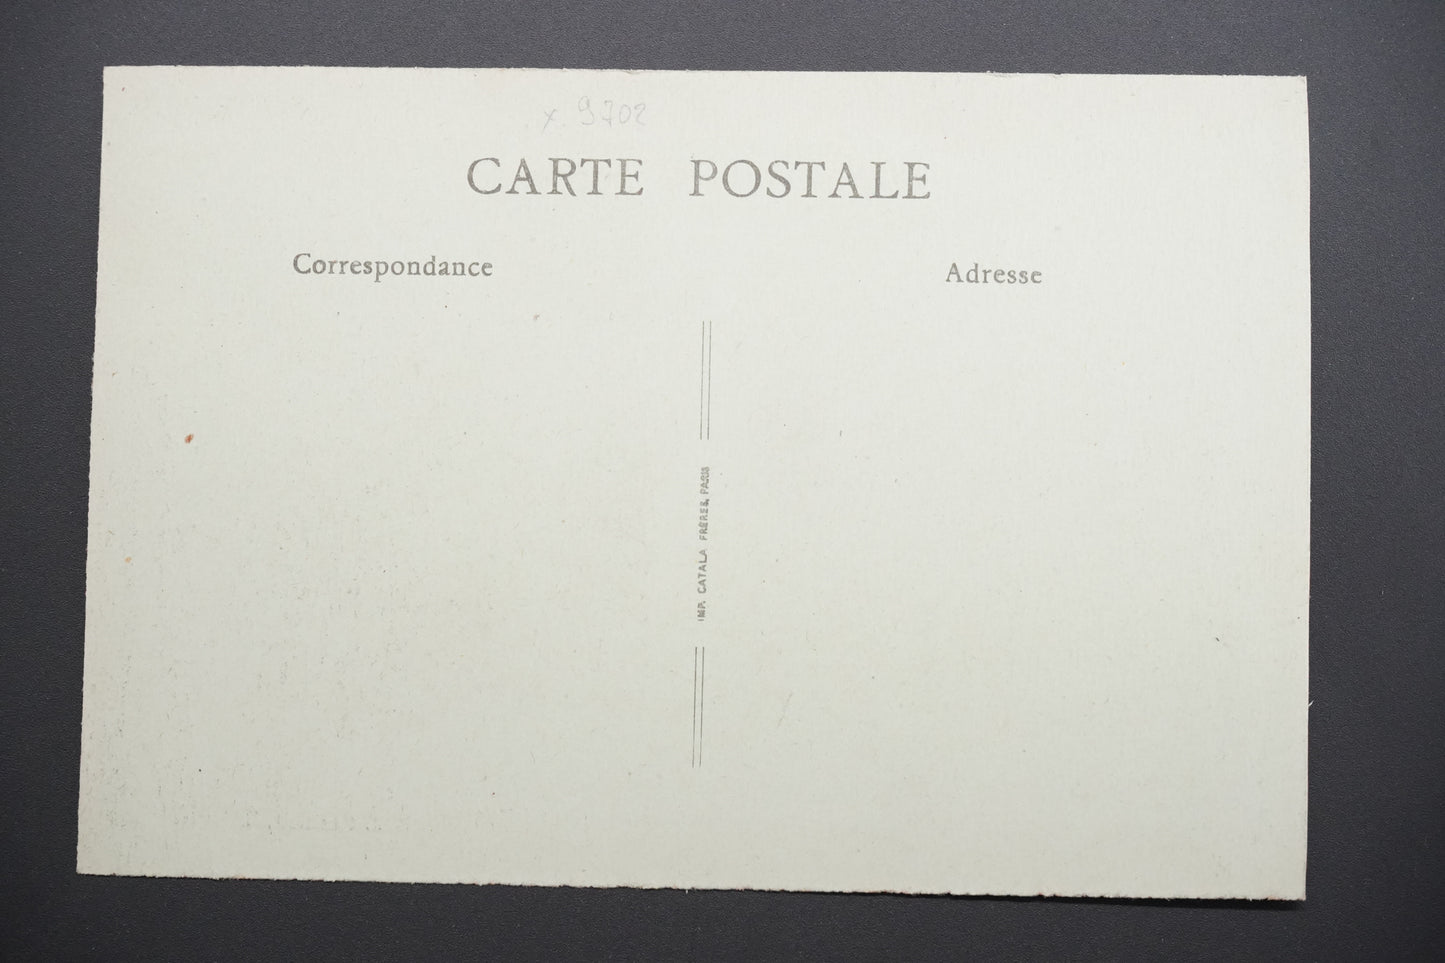 x. 9702
CARTE POSTALE
Correspondance
Adresse
IMP. CATALA FRÈRES, PARIS